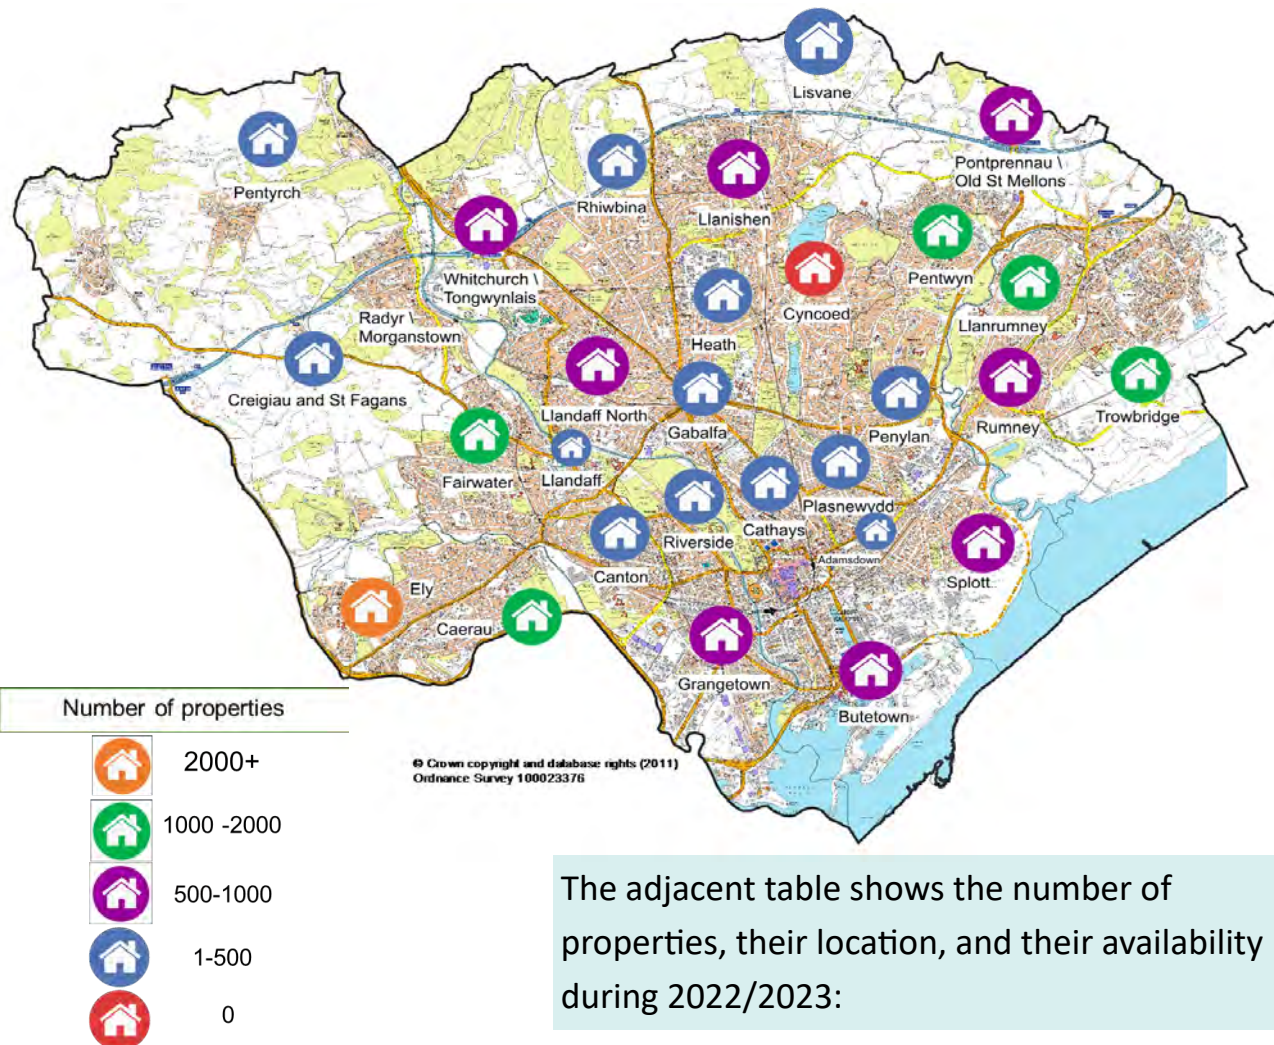 Lisvane
Pontprennau \
Old St Mellons
Pentyrch
Rhiwbina
Llanishen
Whitchurch \
Tongwynlais
Pentwyn
Cyncoed
Llanrumney
Radyr \
Morganstown
Heath
Creigiau and St Fagans
Llandaff North
Gabalfa
Penylan
Rumney
Trowbridge
Fairwater
Llandaff
Plasnewydd
Cathays
Riverside
Adamsdown
Canton
Splott
Ely
Caerau
Grangetown
Butetown
Number of properties
2000+
1000 -2000
500-1000
1-500
0
© Crown copyright and database rights (2011)
Ordnance Survey 100023376
The adjacent table shows the number of
properties, their location, and their availability
during 2022/2023: